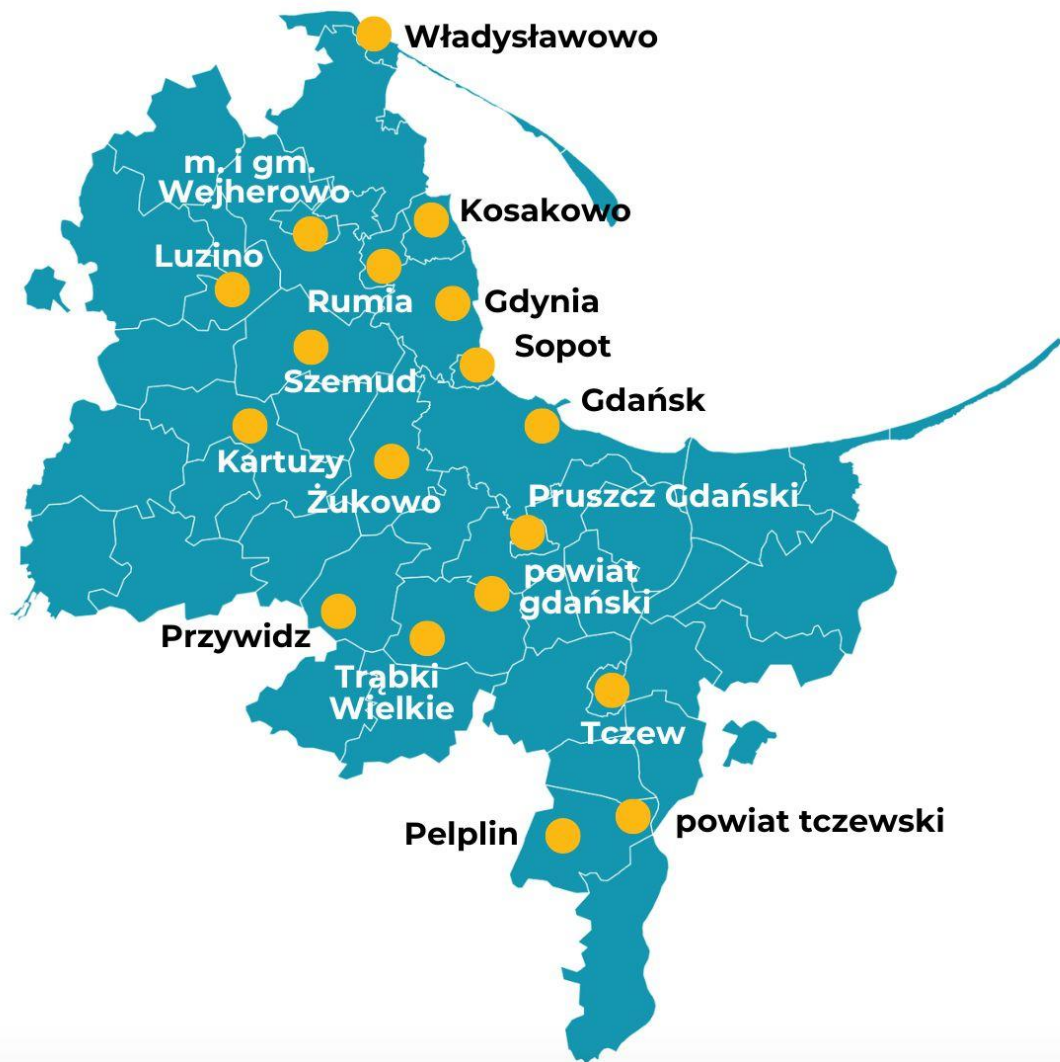 Władysławowo
m. i gm.
Wejherowo
Kosakowo
Luzino
Rumia
Gdynia
Sopot
Szemud
Gdańsk
Kartuzy
Żukowo
Pruszcz Gdański
powiat
gdański
Przywidz
Trąbki
Wielkie
Tczew
Pelplin
powiat tczewski